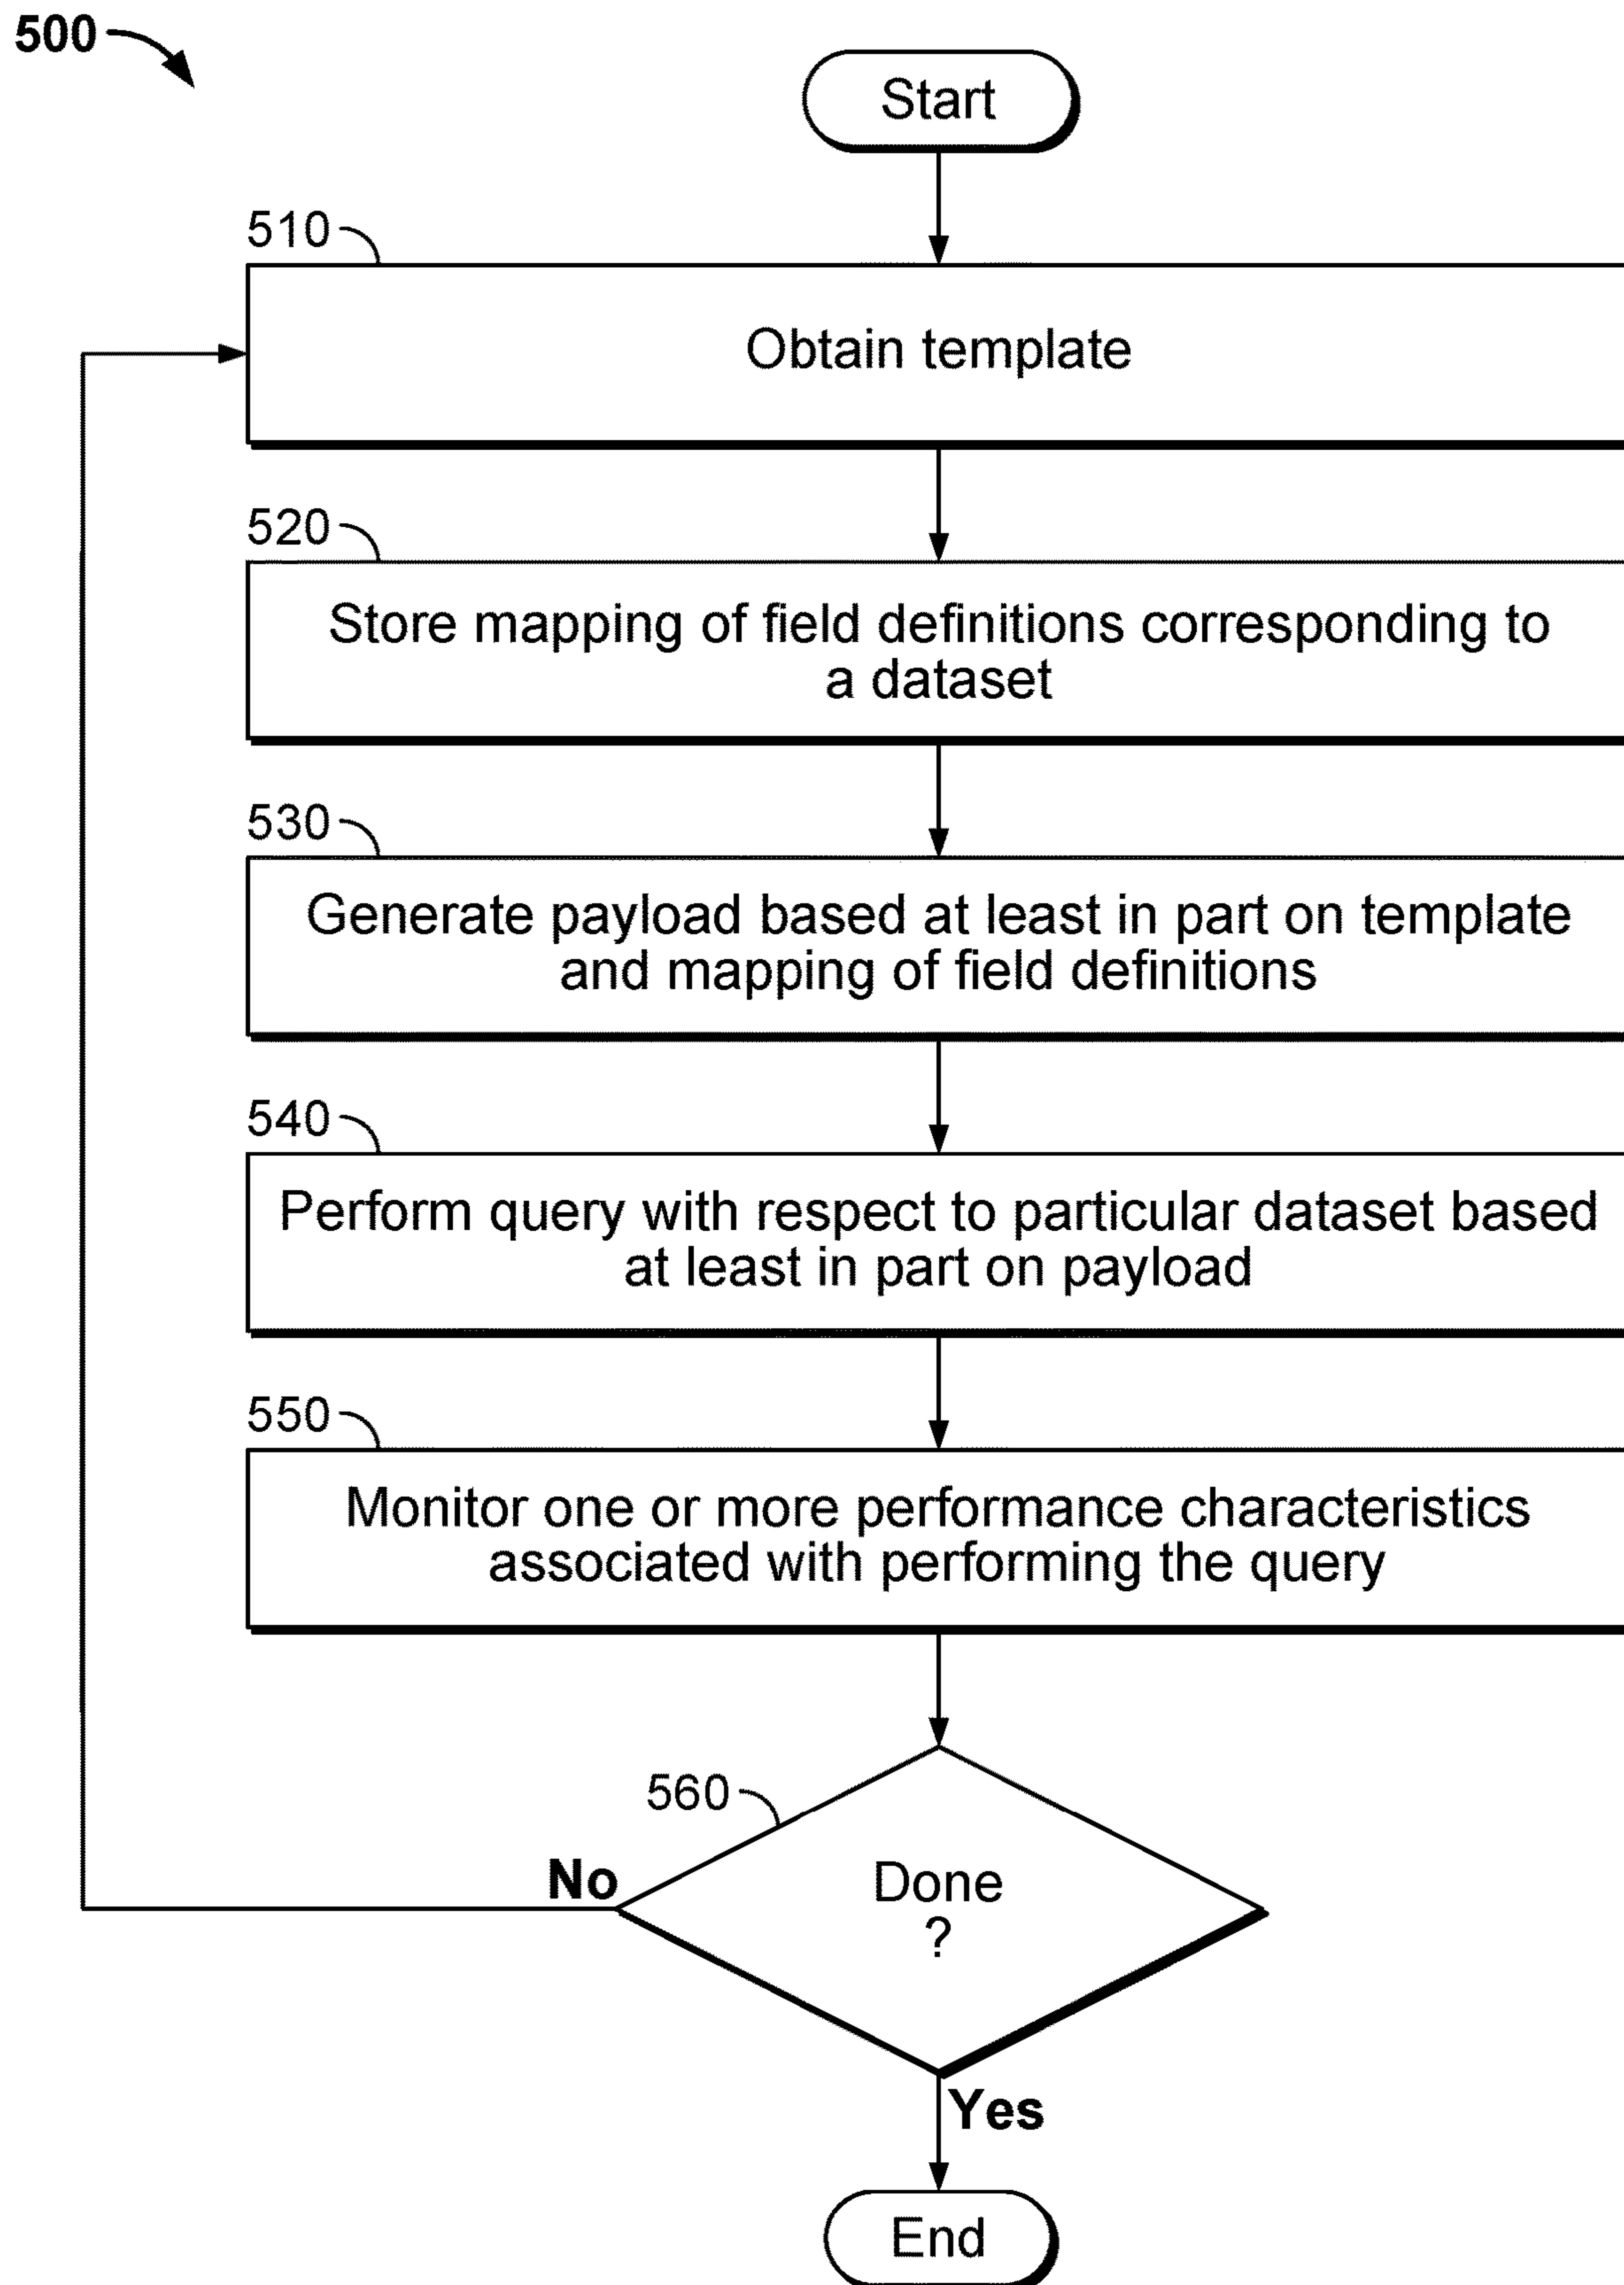 500
Start
510
Obtain template
520
Store mapping of field definitions corresponding to
a dataset
530
Generate payload based at least in part on template
and mapping of field definitions
540
Perform query with respect to particular dataset based
at least in part on payload
550
Monitor one or more performance characteristics
associated with performing the query
560
Done
?
No
Yes
End